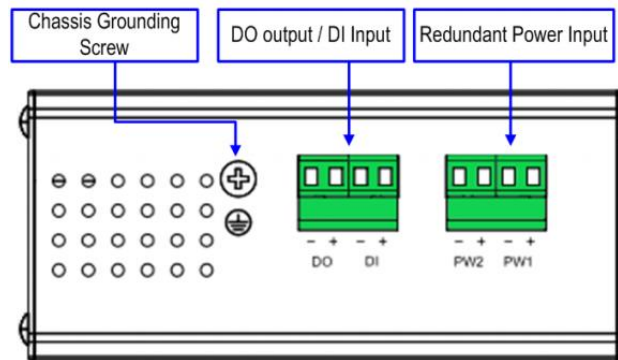 Chassis Grounding
Screw
DO output / DI Input
Redundant Power Input
− + − +
DO DI
− + − +
PW2 PW1